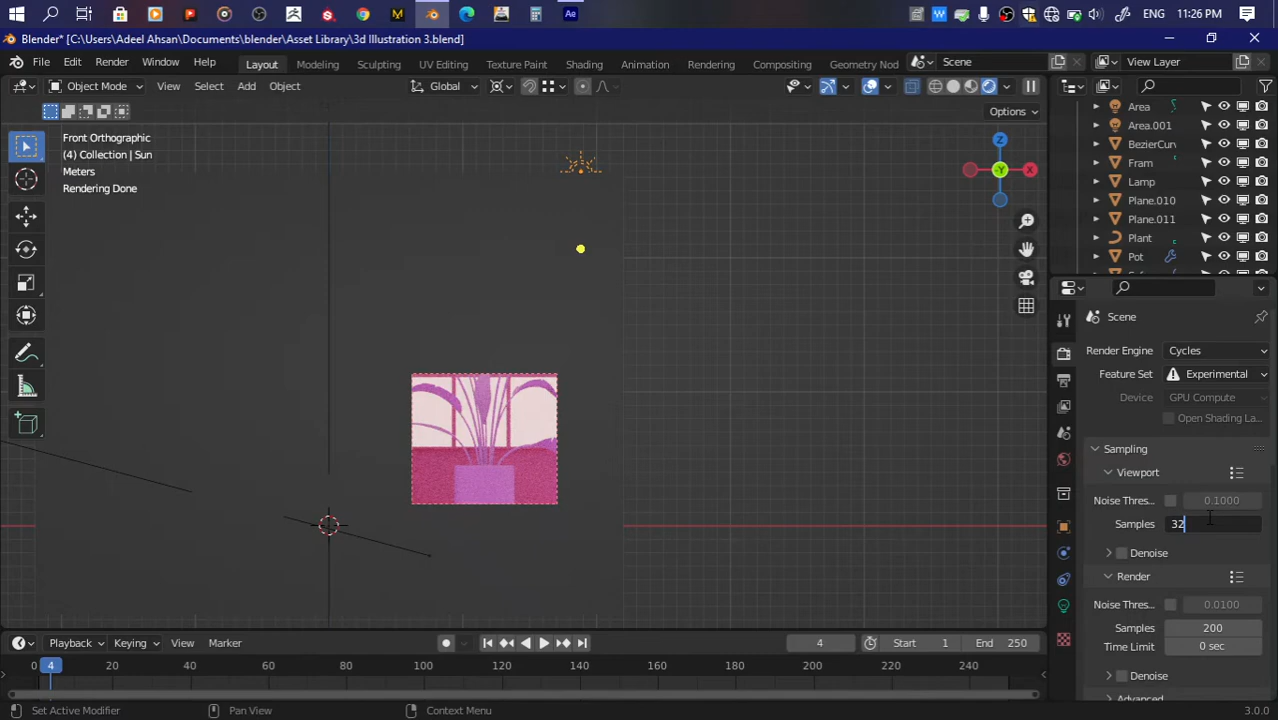 ENG 11:26 PM
Blender* [C:\Users\Adeel Ahsan\Documents\blender\Asset Library\3d Illustration 3.blend]
File Edit Render Window Help Layout Modeling Sculpting UV Editing Texture Paint Shading Animation Rendering Compositing Geometry Nod Scene View Layer
Object Mode View Select Add Object Global
Options
Front Orthographic
(4) Collection | Sun
Meters
Rendering Done
Z
X
-Y
Area
Area.001
BezierCurv
Fram
Lamp
Plane.010
Plane.011
Plant
Pot
Scene
Render Engine Cycles
Feature Set Experimental
Device GPU Compute
Open Shading La
Sampling
Viewport
Noise Thres... 0.1000
Samples 32
Denoise
Render
Noise Thres... 0.0100
Samples 200
Time Limit 0 sec
Denoise
Playback Keying View Marker 4 Start 1 End 250
0 4 20 40 60 80 100 120 140 160 180 200 220 240
Set Active Modifier Pan View Context Menu 3.0.0